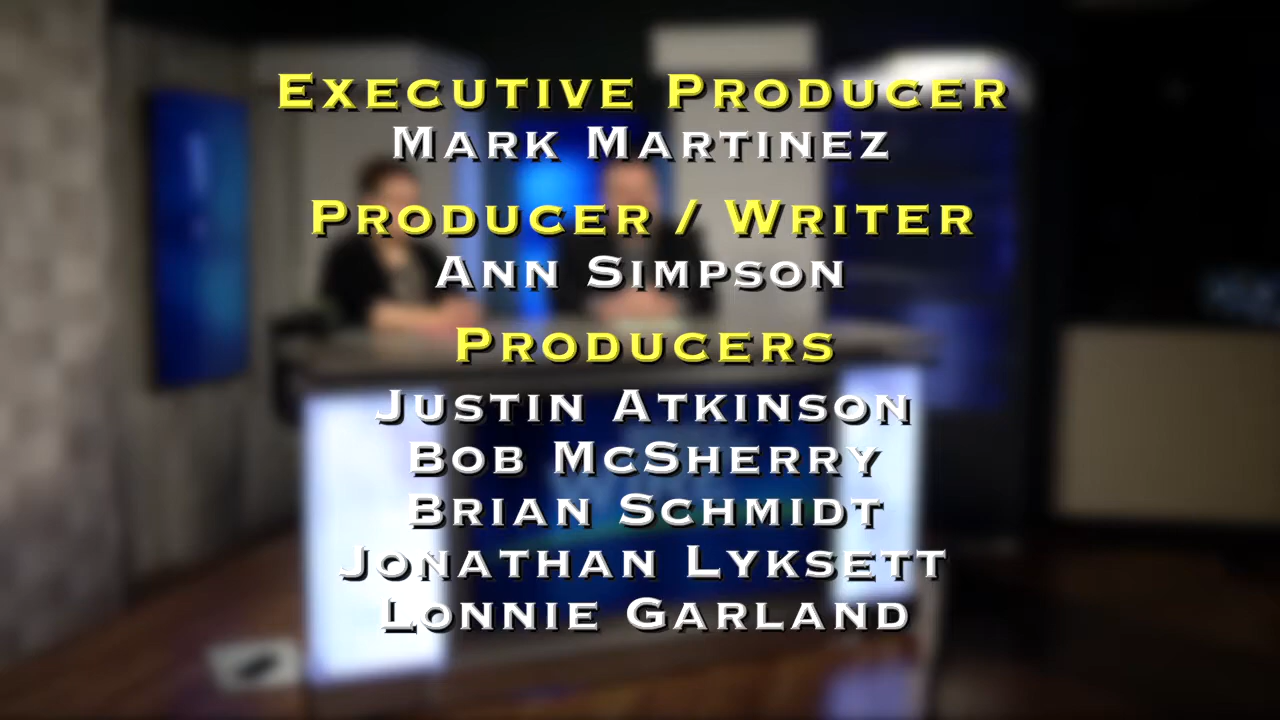 Executive Producer
Mark Martinez
Producer / Writer
Ann Simpson
Producers
Justin Atkinson
Bob McSherry
Brian Schmidt
Jonathan Lyksett
Lonnie Garland